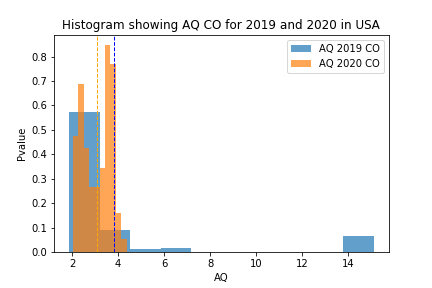 Histogram showing AQ CO for 2019 and 2020 in USA
AQ 2019 CO
AQ 2020 CO
Pvalue
0.8
0.7
0.6
0.5
0.4
0.3
0.2
0.1
0.0
2 4 6 8 10 12 14
AQ